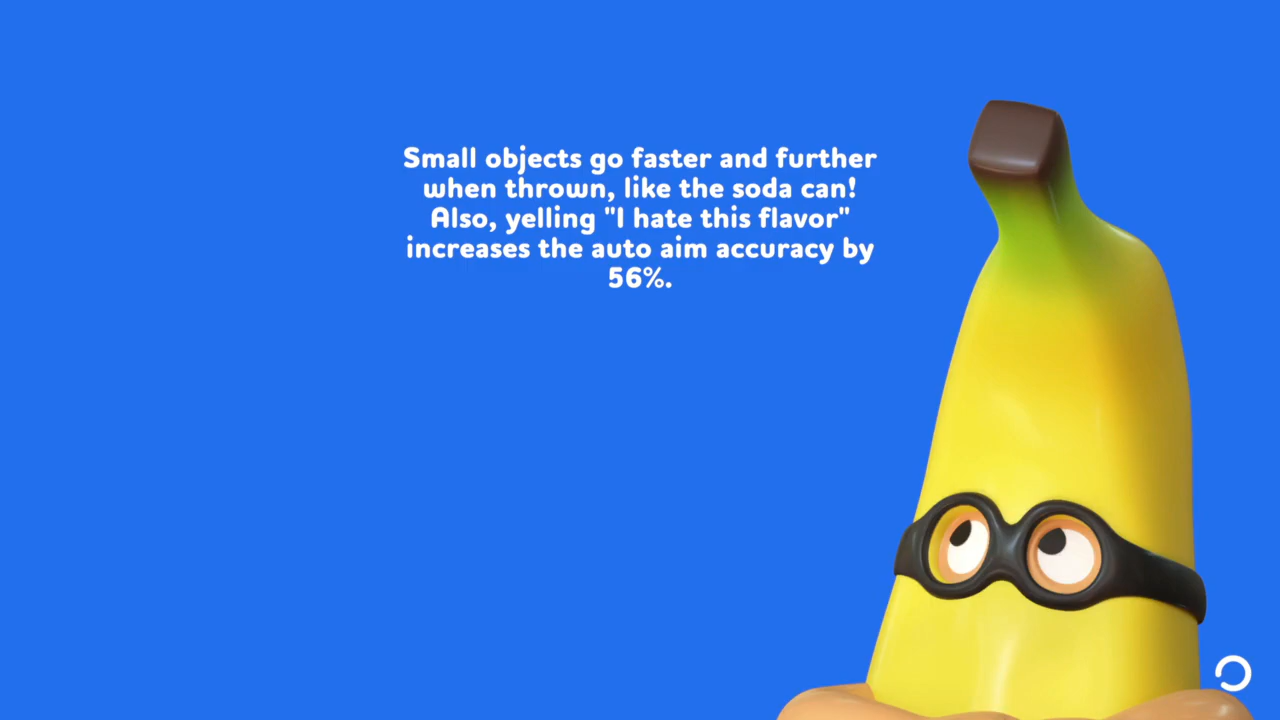 Small objects go faster and further
when thrown, like the soda can!
Also, yelling "I hate this flavor"
increases the auto aim accuracy by
56%.